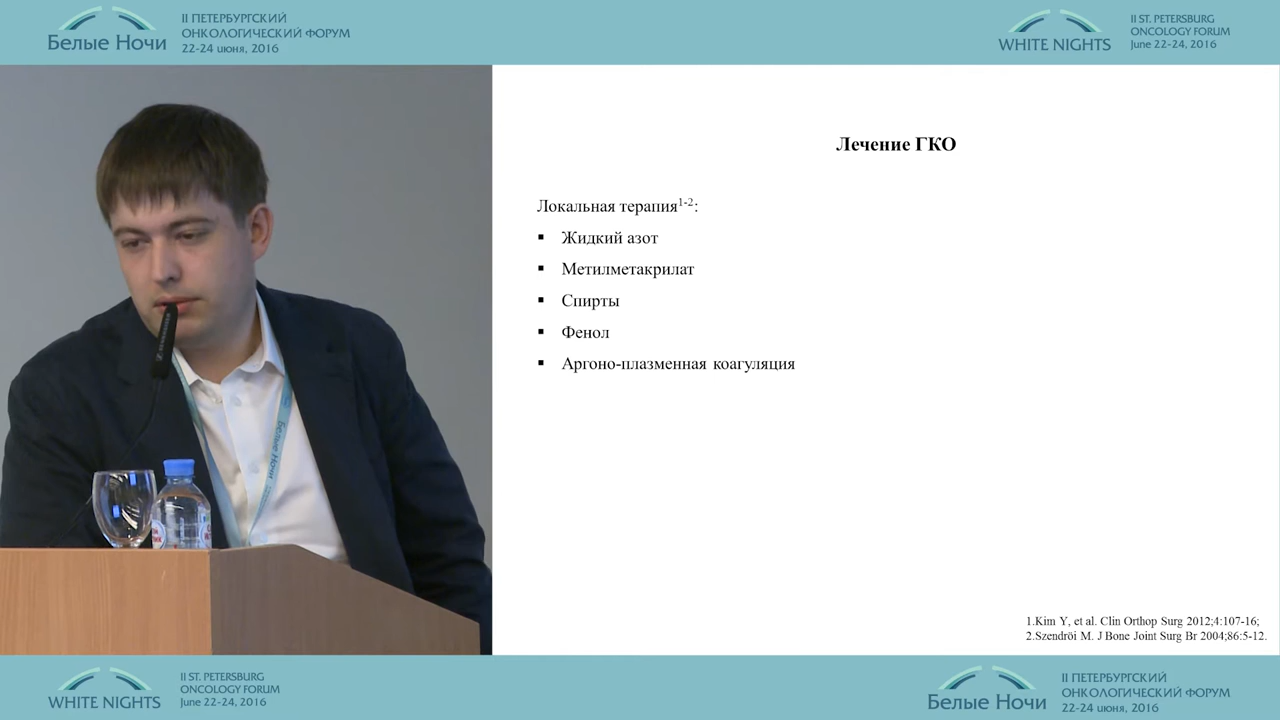 Белые Ночи
II ПЕТЕРБУРГСКИЙ
ОНКОЛОГИЧЕСКИЙ ФОРУМ
22-24 июня, 2016
WHITE NIGHTS
II ST. PETERSBURG
ONCOLOGY FORUM
June 22-24, 2016
Лечение ГКО
Локальная терапия1-2:
▪ Жидкий азот
▪ Метилметакрилат
▪ Спирты
▪ Фенол
▪ Аргоно-плазменная коагуляция
1.Kim Y, et al. Clin Orthop Surg 2012;4:107-16;
2.Szendröi M. J Bone Joint Surg Br 2004;86:5-12.
Белые Ночи
WHITE NIGHTS
II ST. PETERSBURG
ONCOLOGY FORUM
June 22-24, 2016
Белые Ночи
II ПЕТЕРБУРГСКИЙ
ОНКОЛОГИЧЕСКИЙ ФОРУМ
22-24 июня, 2016